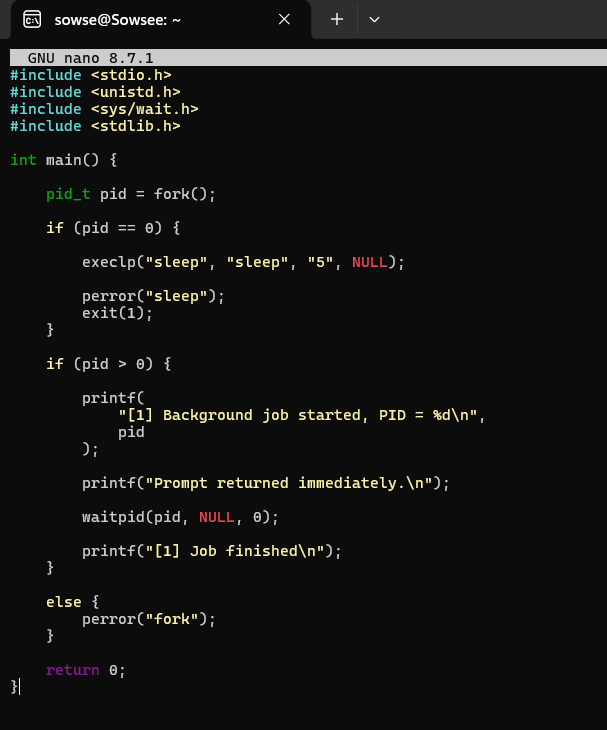 sowse@Sowsee: ~
GNU nano 8.7.1
#include <stdio.h>
#include <unistd.h>
#include <sys/wait.h>
#include <stdlib.h>
int main() {
    pid_t pid = fork();
    if (pid == 0) {
        execlp("sleep", "sleep", "5", NULL);
        perror("sleep");
        exit(1);
    }
    if (pid > 0) {
        printf(
            "[1] Background job started, PID = %d\n",
            pid
        );
        printf("Prompt returned immediately.\n");
        waitpid(pid, NULL, 0);
        printf("[1] Job finished\n");
    }
    else {
        perror("fork");
    }
    return 0;
}